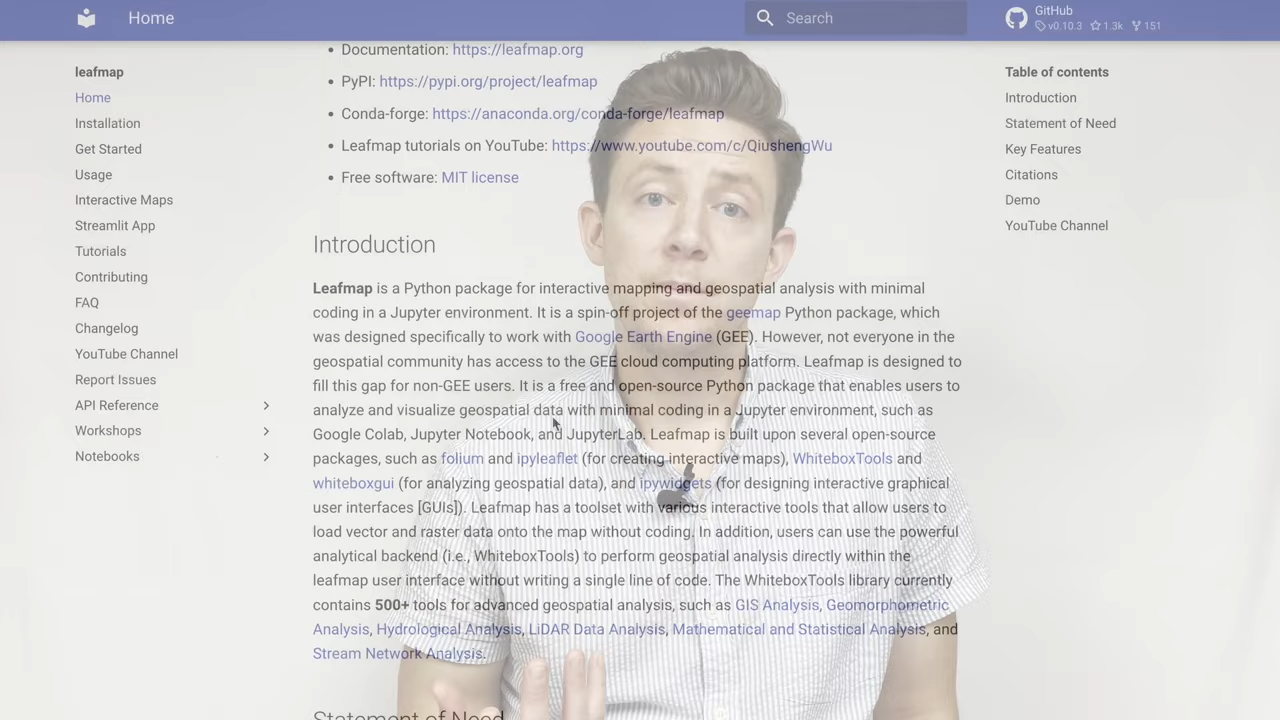 Home
Search
GitHub
v0.10.3 1.3k 151
leafmap
Home
Installation
Get Started
Usage
Interactive Maps
Streamlit App
Tutorials
Contributing
FAQ
Changelog
YouTube Channel
Report Issues
API Reference
Workshops
Notebooks
Documentation: https://leafmap.org
PyPI: https://pypi.org/project/leafmap
Conda-forge: https://anaconda.org/conda-forge/leafmap
Leafmap tutorials on YouTube: https://www.youtube.com/c/QiushengWu
Free software: MIT license
Introduction
Leafmap is a Python package for interactive mapping and geospatial analysis with minimal
coding in a Jupyter environment. It is a spin-off project of the geemap Python package, which
was designed specifically to work with Google Earth Engine (GEE). However, not everyone in the
geospatial community has access to the GEE cloud computing platform. Leafmap is designed to
fill this gap for non-GEE users. It is a free and open-source Python package that enables users to
analyze and visualize geospatial data with minimal coding in a Jupyter environment, such as
Google Colab, Jupyter Notebook, and JupyterLab. Leafmap is built upon several open-source
packages, such as folium and ipyleaflet (for creating interactive maps), WhiteboxTools and
whiteboxgui (for analyzing geospatial data), and ipywidgets (for designing interactive graphical
user interfaces [GUIs]). Leafmap has a toolset with various interactive tools that allow users to
load vector and raster data onto the map without coding. In addition, users can use the powerful
analytical backend (i.e., WhiteboxTools) to perform geospatial analysis directly within the
leafmap user interface without writing a single line of code. The WhiteboxTools library currently
contains 500+ tools for advanced geospatial analysis, such as GIS Analysis, Geomorphometric
Analysis, Hydrological Analysis, LiDAR Data Analysis, Mathematical and Statistical Analysis, and
Stream Network Analysis.
Statement of Need
Table of contents
Introduction
Statement of Need
Key Features
Citations
Demo
YouTube Channel